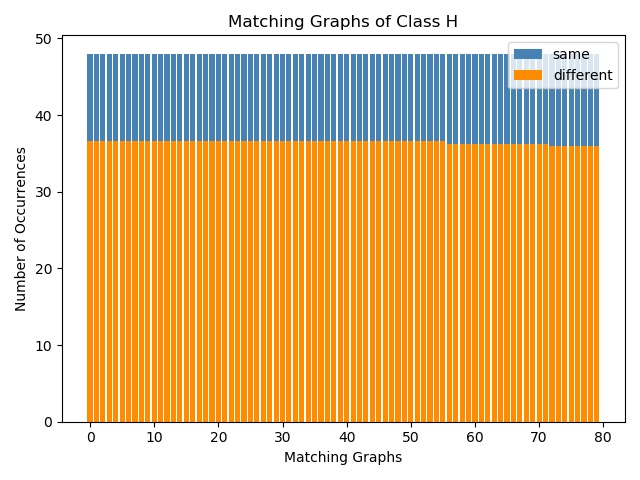 Matching Graphs of Class H
same
different
Number of Occurrences
50
40
30
20
10
0
0 10 20 30 40 50 60 70 80
Matching Graphs